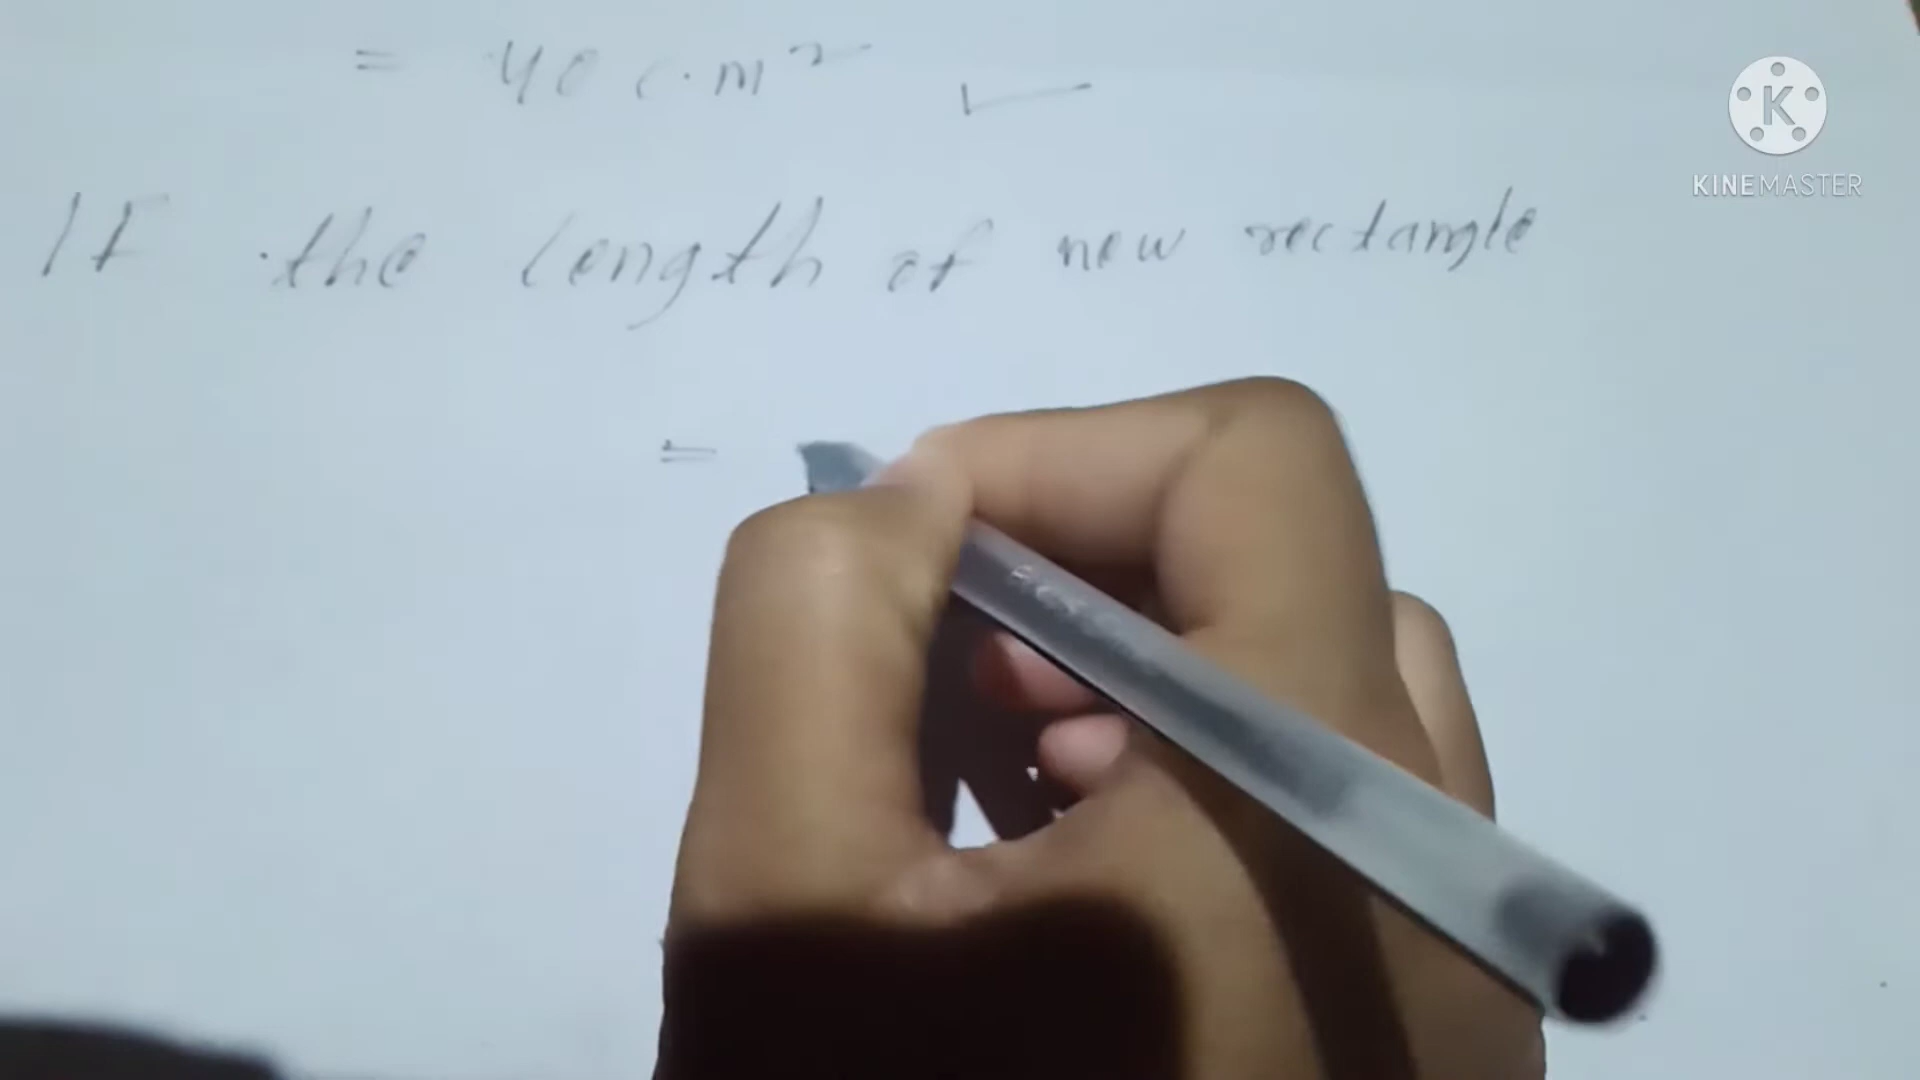 = 40 c.m²
K
KINEMASTER
If the length of new rectangle
=